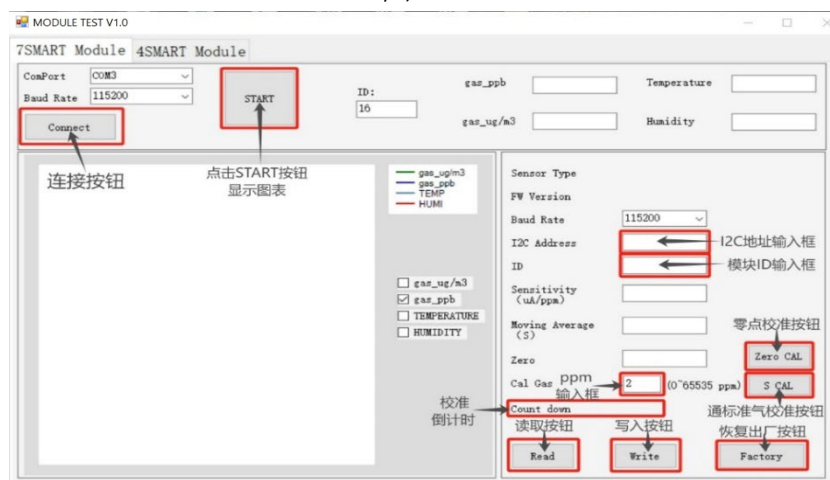 MODULE TEST V1.0
7SMART Module 4SMART Module
ComPort COM3
Baud Rate 115200
Connect
START
ID:
16
gas_ppb
gas_ug/m3
Temperature
Humidity
连接按钮
点击START按钮
显示图表
gas_ug/m3
gas_ppb
TEMP
HUMI
gas_ug/m3
gas_ppb
TEMPERATURE
HUMIDITY
Sensor Type
FW Version
Baud Rate 115200
I2C Address I2C地址输入框
ID 模块ID输入框
Sensitivity
(uA/ppm)
Moving Average
(S)
零点校准按钮
Zero Zero CAL
Cal Gas ppm
输入框
2 (0~65535 ppm) S CAL
通标准气校准按钮
校准
倒计时
Count down
读取按钮 写入按钮 恢复出厂按钮
Read Write Factory